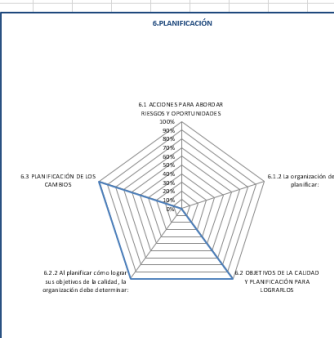 6.PLANIFICACIÓN
6.1 ACCIONES PARA ABORDAR
RIESGOS Y OPORTUNIDADES
100%
90%
80%
70%
60%
50%
40%
30%
20%
10%
0%
6.1.2 La organización de
planificar:
6.2 OBJETIVOS DE LA CALIDAD
Y PLANIFICACIÓN PARA
LOGRARLOS
6.2.2 Al planificar cómo lograr
sus objetivos de la calidad, la
organización debe determinar:
6.3 PLANIFICACIÓN DE LOS
CAMBIOS